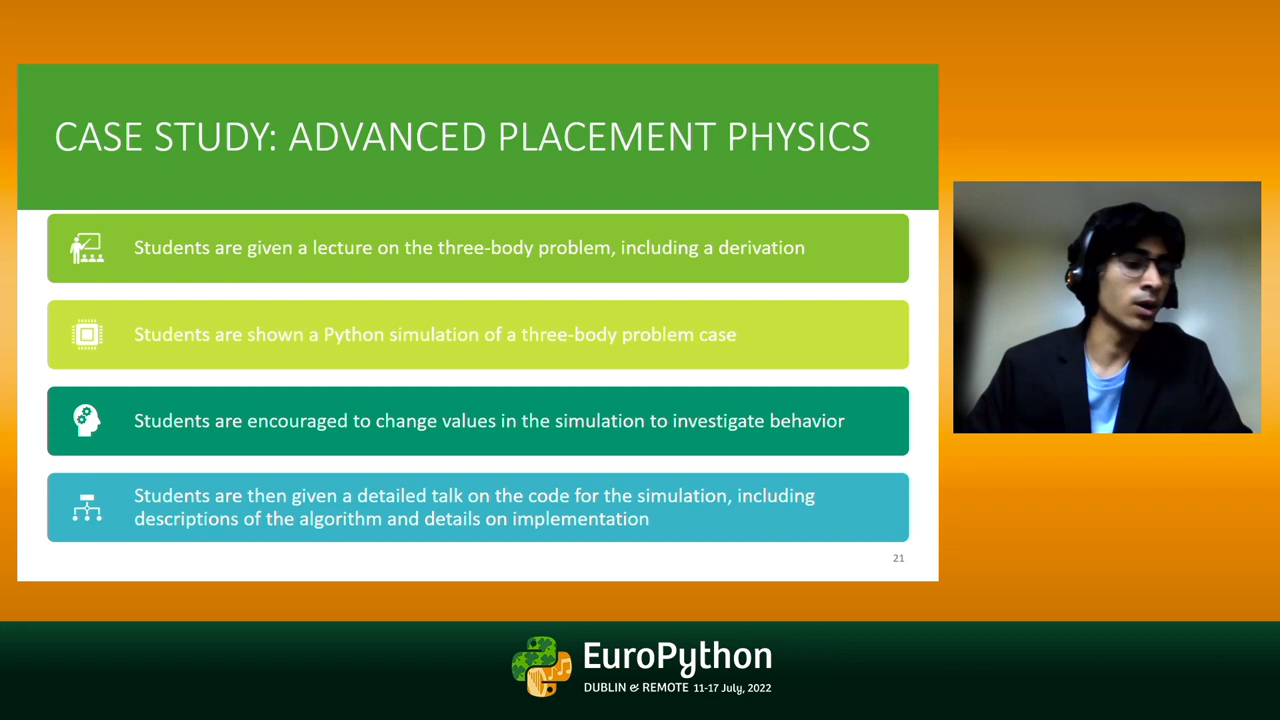 CASE STUDY: ADVANCED PLACEMENT PHYSICS
Students are given a lecture on the three-body problem, including a derivation
Students are shown a Python simulation of a three-body problem case
Students are encouraged to change values in the simulation to investigate behavior
Students are then given a detailed talk on the code for the simulation, including
descriptions of the algorithm and details on implementation
21
EuroPython
DUBLIN & REMOTE 11-17 July, 2022